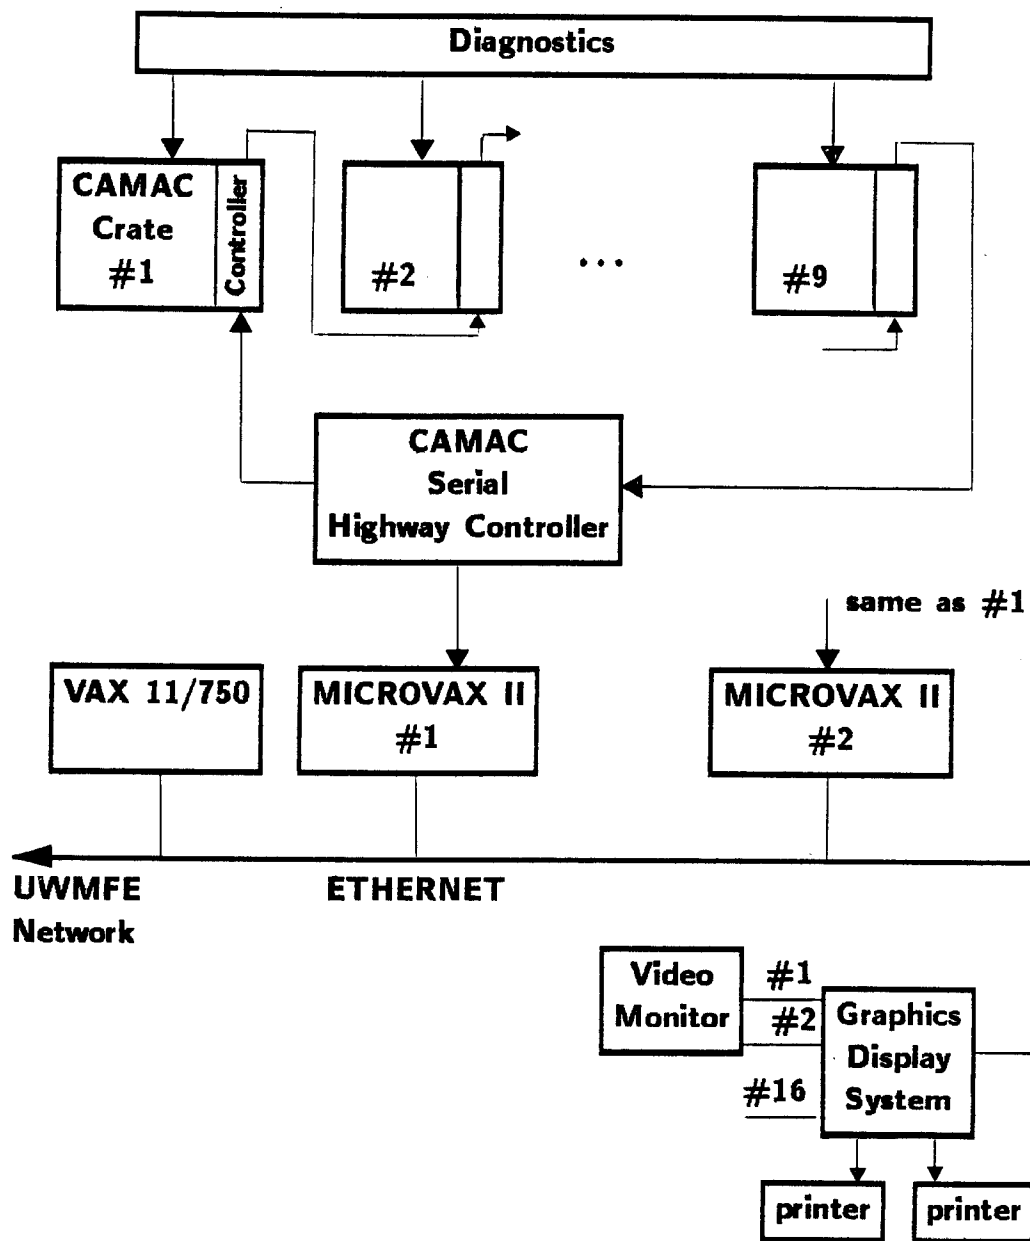 Diagnostics
CAMAC
Crate
#1
Controller
#2
...
#9
CAMAC
Serial
Highway Controller
same as #1
VAX 11/750
MICROVAX II
#1
MICROVAX II
#2
UWMFE
Network
ETHERNET
Video
Monitor
#1
#2
#16
Graphics
Display
System
printer
printer